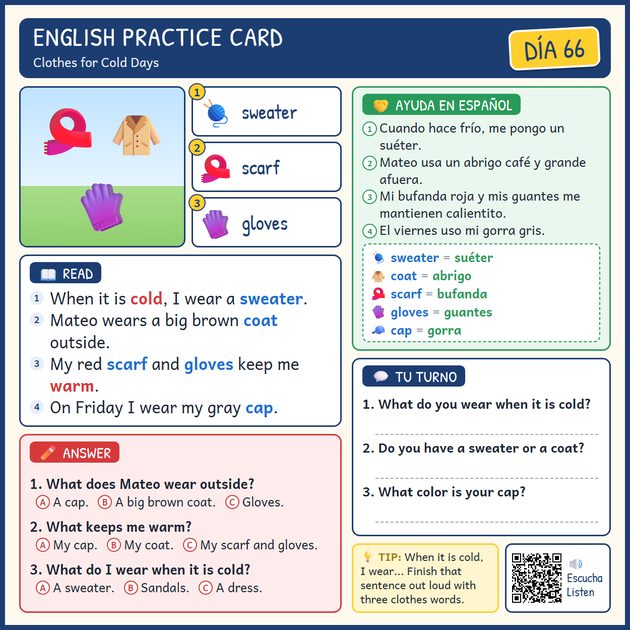 ENGLISH PRACTICE CARD
Clothes for Cold Days
DÍA 66
1
sweater
2
scarf
3
gloves
READ
1 When it is cold, I wear a sweater.
2 Mateo wears a big brown coat
outside.
3 My red scarf and gloves keep me
warm.
4 On Friday I wear my gray cap.
ANSWER
1. What does Mateo wear outside?
A A cap. B A big brown coat. C Gloves.
2. What keeps me warm?
A My cap. B My coat. C My scarf and gloves.
3. What do I wear when it is cold?
A A sweater. B Sandals. C A dress.
AYUDA EN ESPAÑOL
1 Cuando hace frío, me pongo un
suéter.
2 Mateo usa un abrigo café y grande
afuera.
3 Mi bufanda roja y mis guantes me
mantienen calientito.
4 El viernes uso mi gorra gris.
sweater = suéter
coat = abrigo
scarf = bufanda
gloves = guantes
cap = gorra
TU TURNO
1. What do you wear when it is cold?
2. Do you have a sweater or a coat?
3. What color is your cap?
TIP: When it is cold,
I wear... Finish that
sentence out loud with
three clothes words.
Escucha
Listen